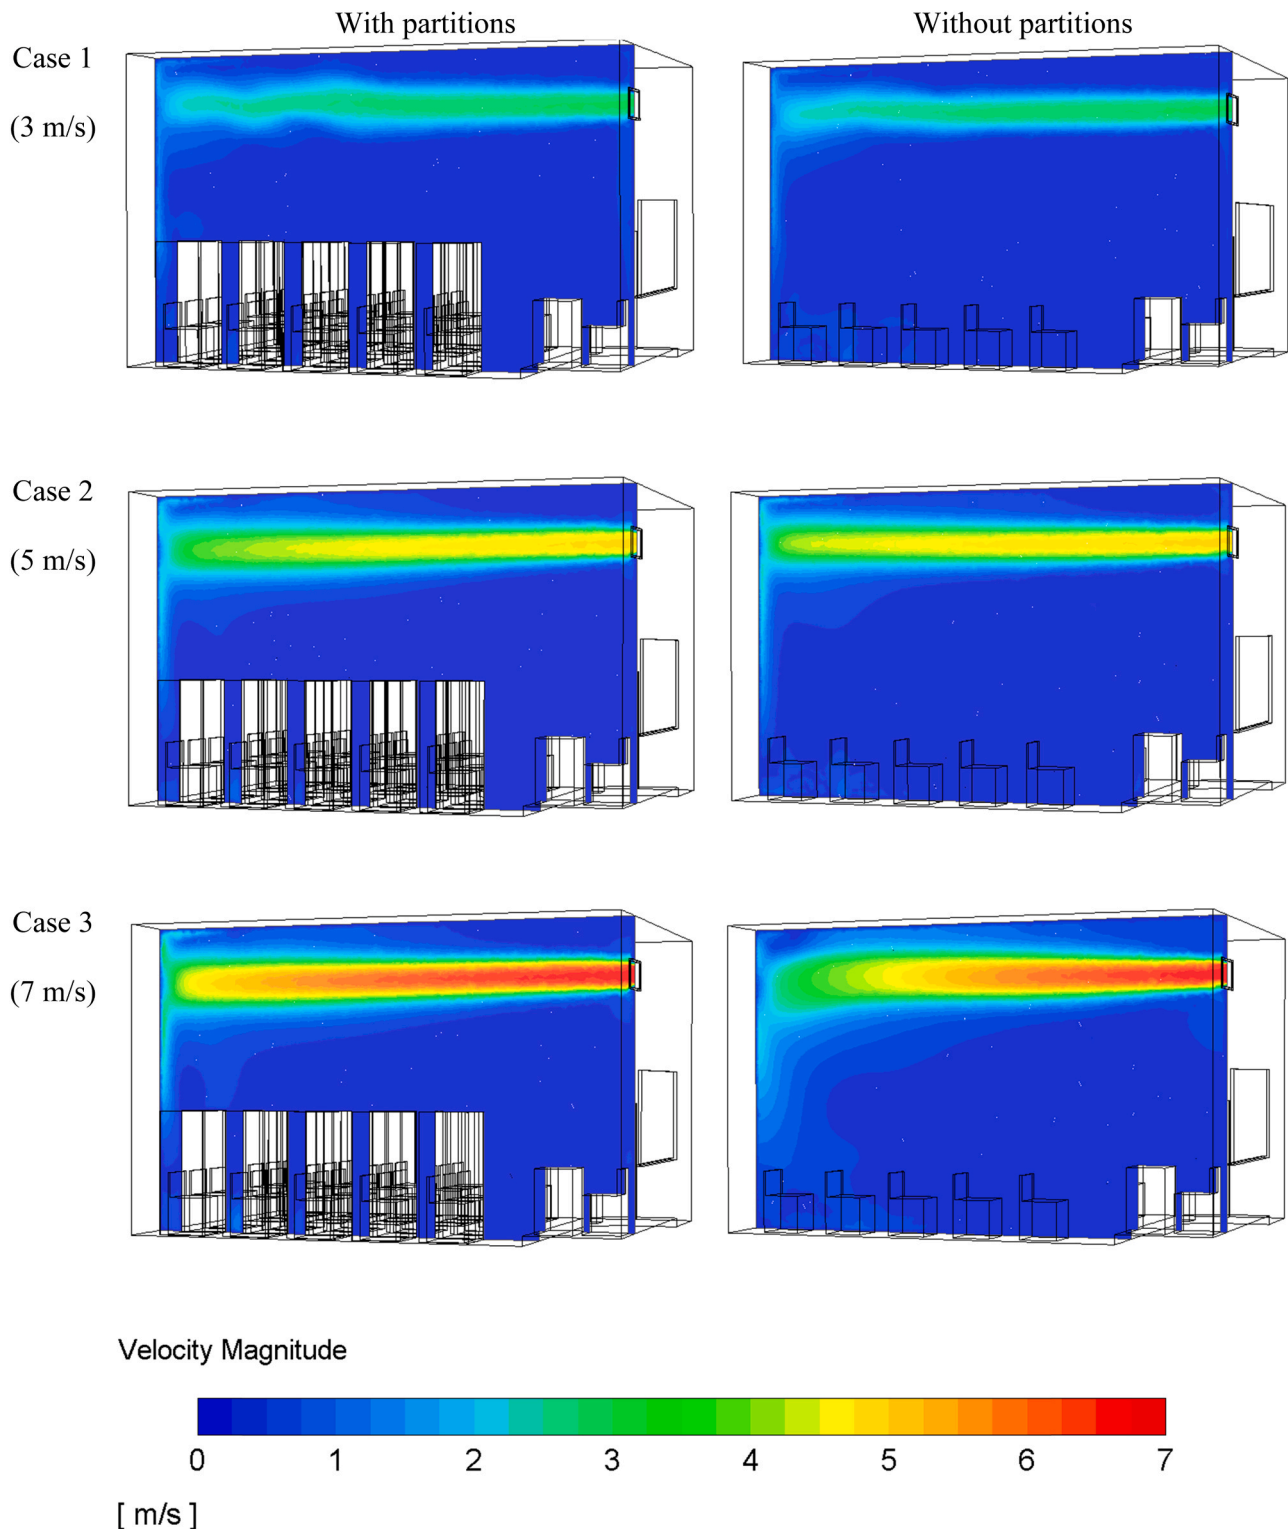 With partitions
Without partitions
Case 1
(3 m/s)
Case 2
(5 m/s)
Case 3
(7 m/s)
Velocity Magnitude
0 1 2 3 4 5 6 7
[ m/s ]